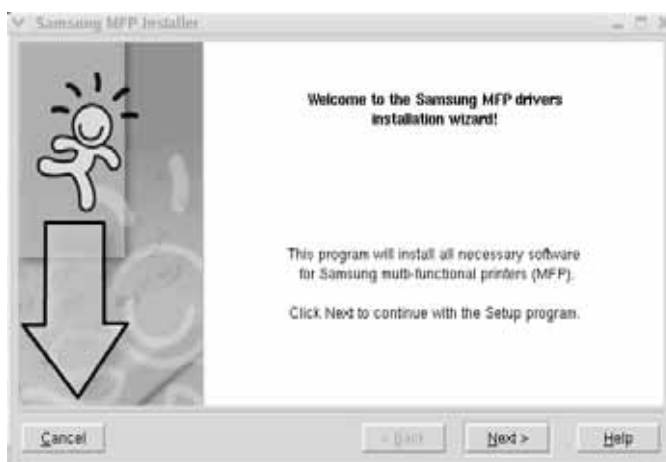 Samsung MFP Installer
Welcome to the Samsung MFP drivers
installation wizard!
This program will install all necessary software
for Samsung multi-functional printers (MFP).
Click Next to continue with the Setup program.
Cancel
< Back
Next >
Help